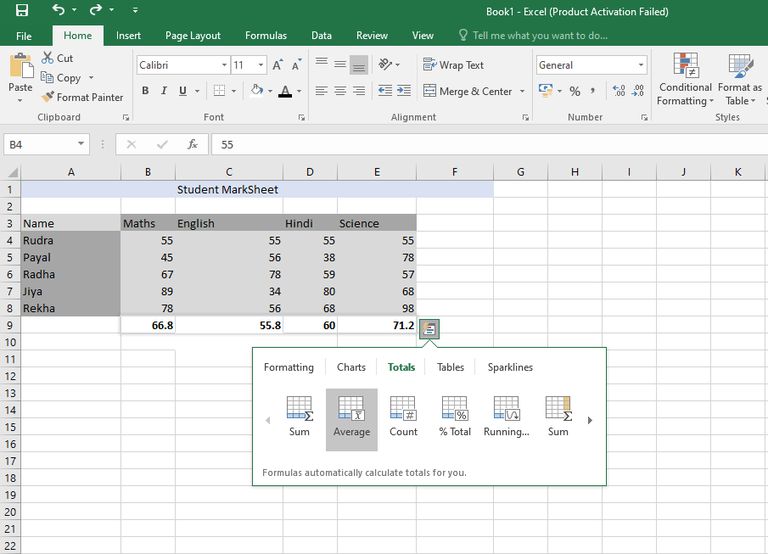 Book1 - Excel (Product Activation Failed)
File Home Insert Page Layout Formulas Data Review View Tell me what you want to do...
Paste Cut
Copy
Format Painter
Calibri 11 A A
B I U A
Wrap Text
Merge & Center
General
% , .0 .00 .00 .0
Conditional Formatting Format as Table
Clipboard Font Alignment Number Styles
B4 fx 55
A B C D E F G H I J K
1 Student MarkSheet
2
3 Name Maths English Hindi Science
4 Rudra 55 55 55 55
5 Payal 45 56 38 78
6 Radha 67 78 59 57
7 Jiya 89 34 80 68
8 Rekha 78 56 68 98
9 66.8 55.8 60 71.2
10
11
12
13
14
15
16
17
18
19
20
21
22
Formatting Charts Totals Tables Sparklines
Sum Average Count % Total Running... Sum
Formulas automatically calculate totals for you.